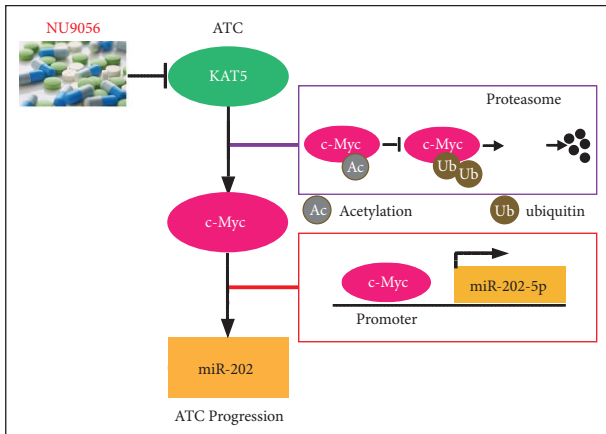 NU9056
ATC
KAT5
Proteasome
c-Myc
c-Myc
Ac
Ub
Ub
Ac
Acetylation
Ub
ubiquitin
c-Myc
c-Myc
miR-202-5p
Promoter
miR-202
ATC Progression